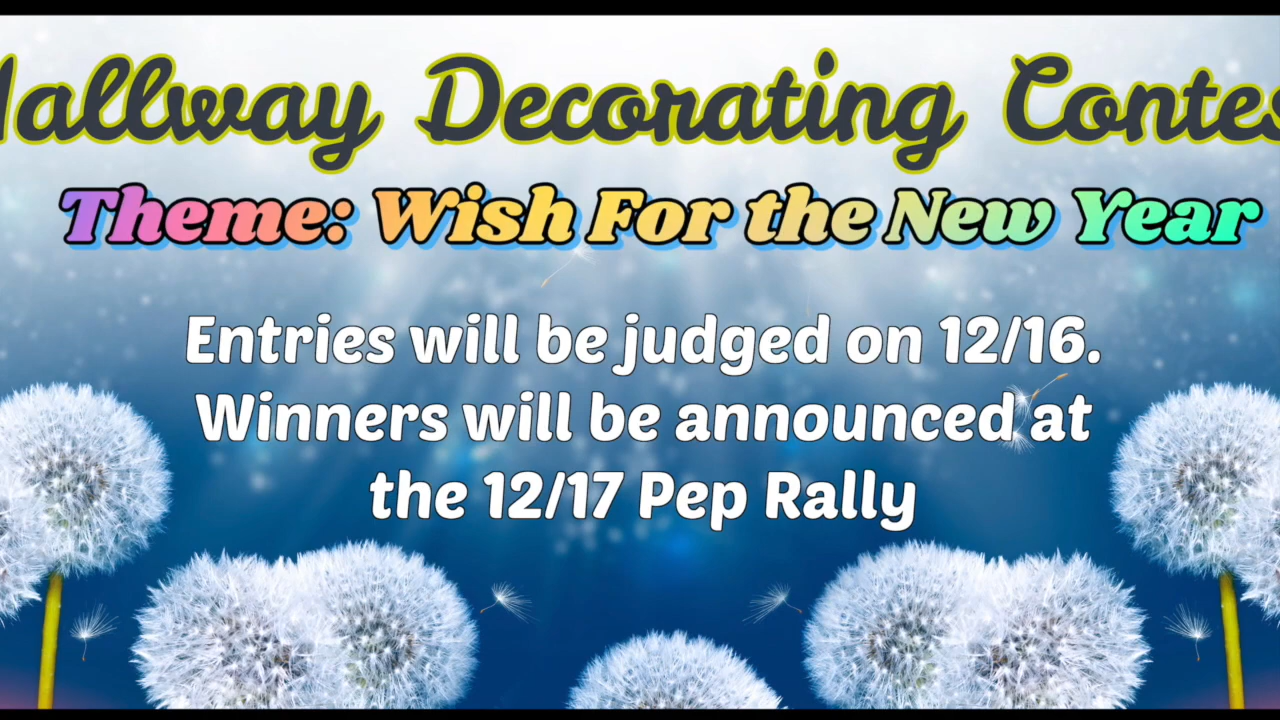 Hallway Decorating Contes
Theme: Wish For the New Year
Entries will be judged on 12/16.
Winners will be announced at
the 12/17 Pep Rally